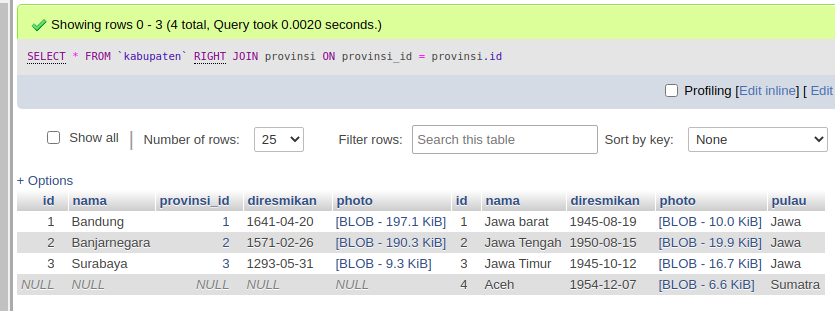 Showing rows 0 - 3 (4 total, Query took 0.0020 seconds.)
SELECT * FROM `kabupaten` RIGHT JOIN provinsi ON provinsi_id = provinsi.id
Profiling [Edit inline] [ Edit
Show all | Number of rows: 25 Filter rows: Search this table Sort by key: None
+ Options
id nama provinsi_id diresmikan photo id nama diresmikan photo pulau
1 Bandung 1 1641-04-20 [BLOB - 197.1 KiB] 1 Jawa barat 1945-08-19 [BLOB - 10.0 KiB] Jawa
2 Banjarnegara 2 1571-02-26 [BLOB - 190.3 KiB] 2 Jawa Tengah 1950-08-15 [BLOB - 19.9 KiB] Jawa
3 Surabaya 3 1293-05-31 [BLOB - 9.3 KiB] 3 Jawa Timur 1945-10-12 [BLOB - 16.7 KiB] Jawa
NULL NULL NULL NULL NULL 4 Aceh 1954-12-07 [BLOB - 6.6 KiB] Sumatra